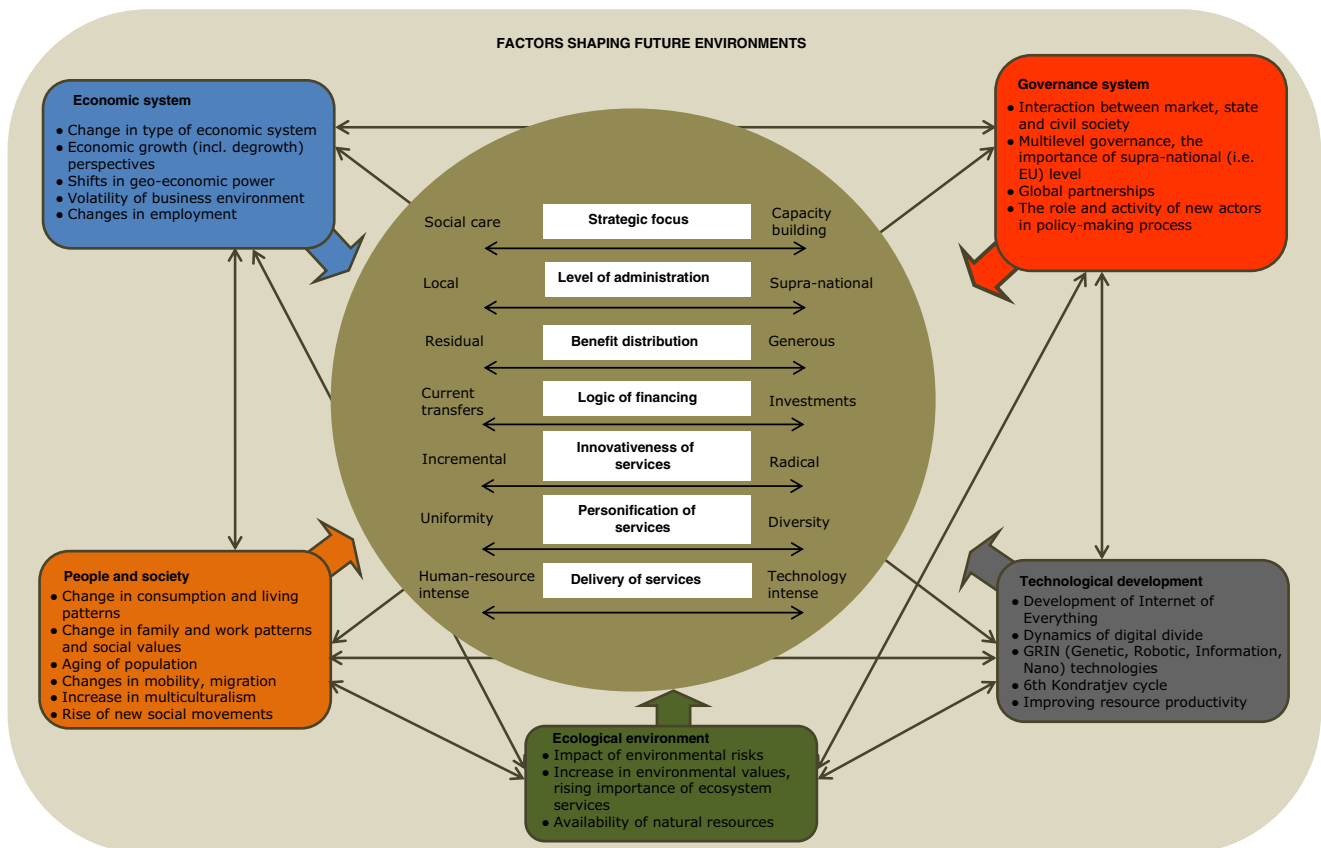 FACTORS SHAPING FUTURE ENVIRONMENTS
Economic system
● Change in type of economic system
● Economic growth (incl. degrowth)
perspectives
● Shifts in geo-economic power
● Volatility of business environment
● Changes in employment
Governance system
● Interaction between market, state
and civil society
● Multilevel governance, the
importance of supra-national (i.e.
EU) level
● Global partnerships
● The role and activity of new actors
in policy-making process
Social care
Strategic focus
Capacity
building
Local
Level of administration
Supra-national
Residual
Benefit distribution
Generous
Current
transfers
Logic of financing
Investments
Incremental
Innovativeness of
services
Radical
Uniformity
Personification of
services
Diversity
Human-resource
intense
Delivery of services
Technology
intense
People and society
● Change in consumption and living
patterns
● Change in family and work patterns
and social values
● Aging of population
● Changes in mobility, migration
● Increase in multiculturalism
● Rise of new social movements
Technological development
● Development of Internet of
Everything
● Dynamics of digital divide
● GRIN (Genetic, Robotic, Information,
Nano) technologies
● 6th Kondratjev cycle
● Improving resource productivity
Ecological environment
● Impact of environmental risks
● Increase in environmental values,
rising importance of ecosystem
services
● Availability of natural resources